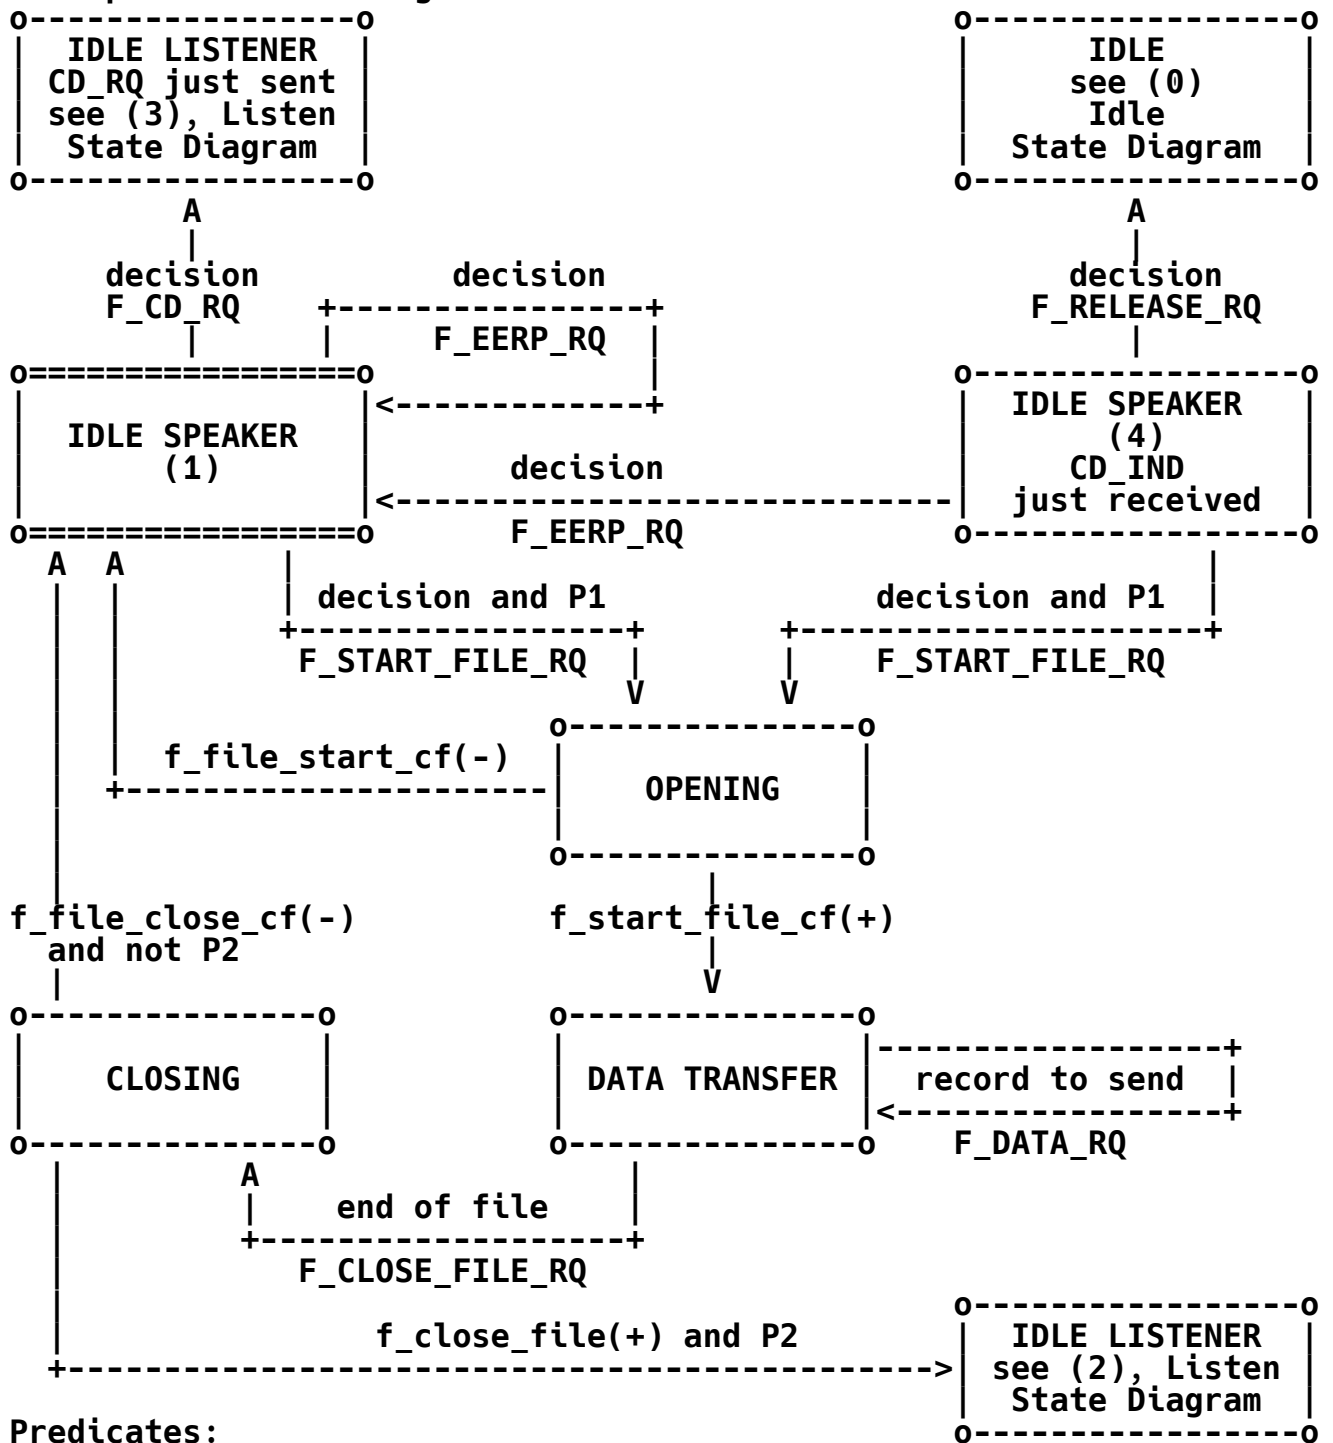 o-----------------o                               o-----------------o
|  IDLE LISTENER  |                               |      IDLE       |
| CD_RQ just sent |                               |     see (0)     |
| see (3), Listen |                               |      Idle       |
|  State Diagram  |                               |  State Diagram  |
o-----------------o                               o-----------------o
         A                                                 A
         |                                                 |
     decision          decision                        decision
     F_CD_RQ    +----------------+                   F_RELEASE_RQ
         |      |     F_EERP_RQ  |                         |
o=================o              |                o-----------------o
|                 |<-------------+                |  IDLE SPEAKER   |
|  IDLE SPEAKER   |                               |       (4)       |
|       (1)       |       decision                |     CD_IND      |
|                 |<-----------------------------|  just received  |
o=================o       F_EERP_RQ               o-----------------o
  A  A        |                                                |
  |  |        | decision and P1              decision and P1  |
  |  |        +-----------------+       +---------------------+
  |  |         F_START_FILE_RQ  |       |    F_START_FILE_RQ
  |  |                          V       V
  |  |                      o---------------o
  |  |  f_file_start_cf(-)  |               |
  |  +----------------------|    OPENING    |
  |                         |               |
  |                         o---------------o
  |                                 |
f_file_close_cf(-)          f_start_file_cf(+)
  and not P2                        |
  |                                 V
o---------------o           o---------------o
|               |           |               |------------------+
|    CLOSING    |           | DATA TRANSFER |  record to send  |
|               |           |               |<-----------------+
o---------------o           o---------------o    F_DATA_RQ
  |         A                   |
  |         |    end of file    |
  |         +-------------------+
  |            F_CLOSE_FILE_RQ
  |                                               o-----------------o
  |                f_close_file(+) and P2         |  IDLE LISTENER  |
  +--------------------------------------------->| see (2), Listen |
                                                  |  State Diagram  |
Predicates:                                       o-----------------o